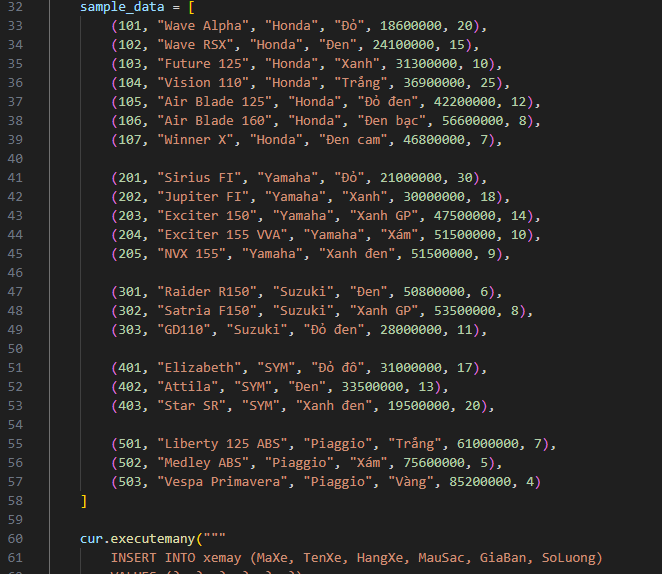 32 sample_data = [
33 (101, "Wave Alpha", "Honda", "Đỏ", 18600000, 20),
34 (102, "Wave RSX", "Honda", "Đen", 24100000, 15),
35 (103, "Future 125", "Honda", "Xanh", 31300000, 10),
36 (104, "Vision 110", "Honda", "Trắng", 36900000, 25),
37 (105, "Air Blade 125", "Honda", "Đỏ đen", 42200000, 12),
38 (106, "Air Blade 160", "Honda", "Đen bạc", 56600000, 8),
39 (107, "Winner X", "Honda", "Đen cam", 46800000, 7),
40
41 (201, "Sirius FI", "Yamaha", "Đỏ", 21000000, 30),
42 (202, "Jupiter FI", "Yamaha", "Xanh", 30000000, 18),
43 (203, "Exciter 150", "Yamaha", "Xanh GP", 47500000, 14),
44 (204, "Exciter 155 VVA", "Yamaha", "Xám", 51500000, 10),
45 (205, "NVX 155", "Yamaha", "Xanh đen", 51500000, 9),
46
47 (301, "Raider R150", "Suzuki", "Đen", 50800000, 6),
48 (302, "Satria F150", "Suzuki", "Xanh GP", 53500000, 8),
49 (303, "GD110", "Suzuki", "Đỏ đen", 28000000, 11),
50
51 (401, "Elizabeth", "SYM", "Đỏ đô", 31000000, 17),
52 (402, "Attila", "SYM", "Đen", 33500000, 13),
53 (403, "Star SR", "SYM", "Xanh đen", 19500000, 20),
54
55 (501, "Liberty 125 ABS", "Piaggio", "Trắng", 61000000, 7),
56 (502, "Medley ABS", "Piaggio", "Xám", 75600000, 5),
57 (503, "Vespa Primavera", "Piaggio", "Vàng", 85200000, 4)
58 ]
59
60 cur.executemany("""
61 INSERT INTO xemay (MaXe, TenXe, HangXe, MauSac, GiaBan, SoLuong)
VALUES (?, ?, ?, ?, ?, ?)